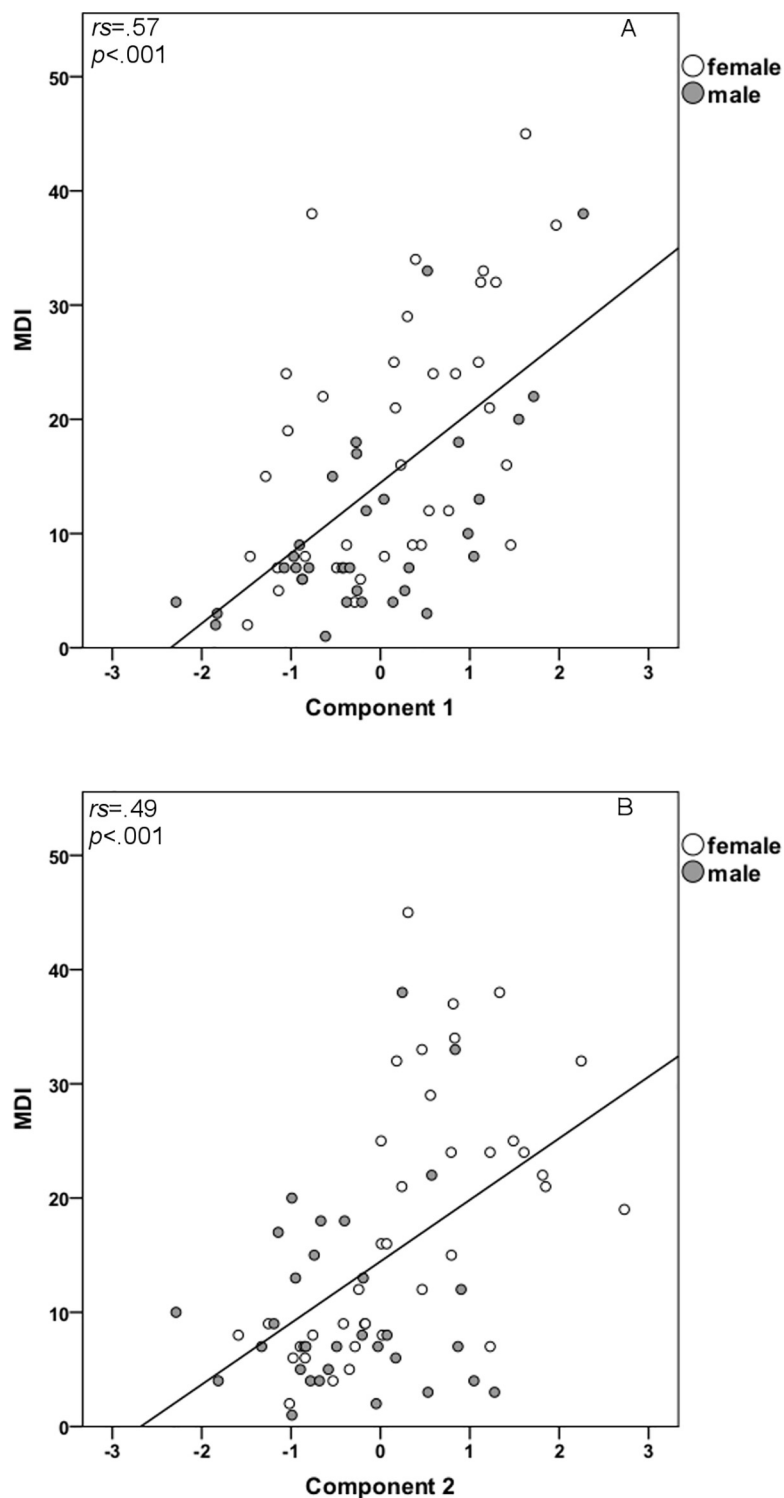 rs=.57
p<.001
A
female
male
50
40
30
20
10
0
MDI
-3 -2 -1 0 1 2 3
Component 1
rs=.49
p<.001
B
female
male
50
40
30
20
10
0
MDI
-3 -2 -1 0 1 2 3
Component 2